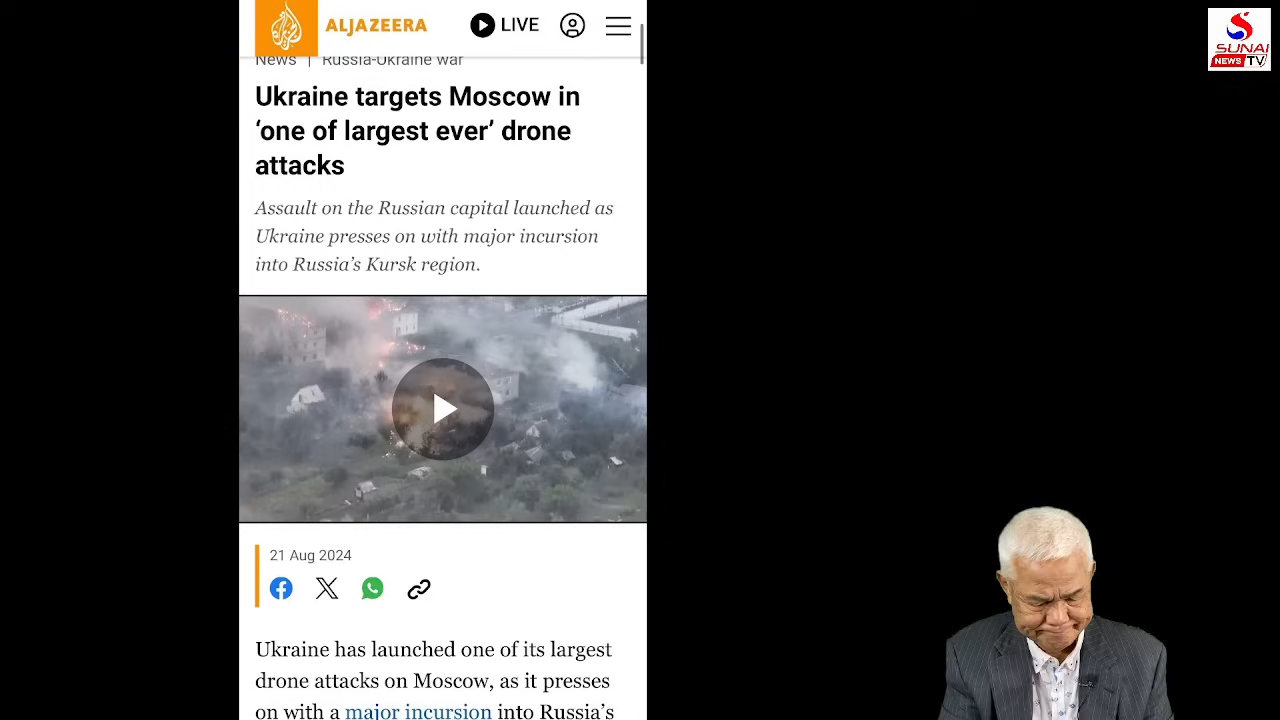 ALJAZEERA
LIVE
SUNAI
NEWS TV
News | Russia-Ukraine war
Ukraine targets Moscow in
‘one of largest ever’ drone
attacks
Assault on the Russian capital launched as
Ukraine presses on with major incursion
into Russia’s Kursk region.
21 Aug 2024
Ukraine has launched one of its largest
drone attacks on Moscow, as it presses
on with a major incursion into Russia’s